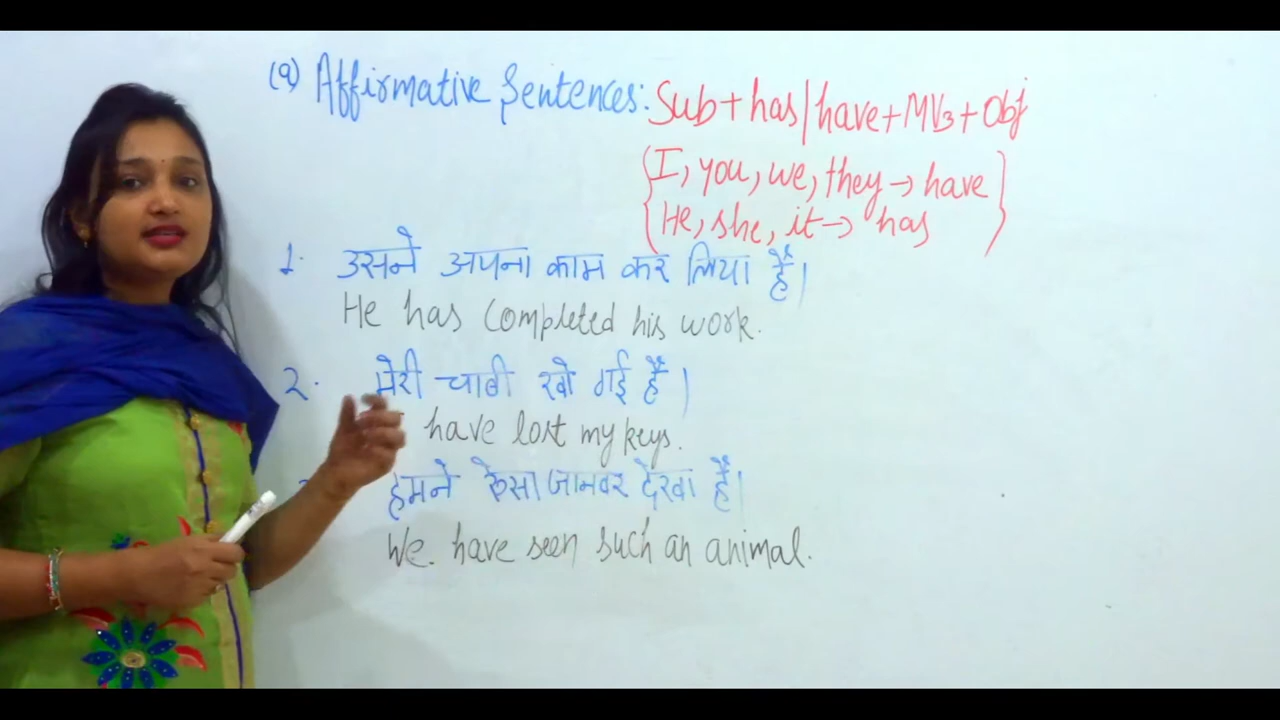 (a) Affirmative Sentences: Sub + has/have + MV3 + Obj
{I, you, we, they → have}
{He, she, it → has}
1. उसने अपना काम कर लिया है।
He has completed his work.
2. मेरी चाबी खो गई है।
have lost my keys.
हमने ऐसा जानवर देखा है।
We have seen such an animal.